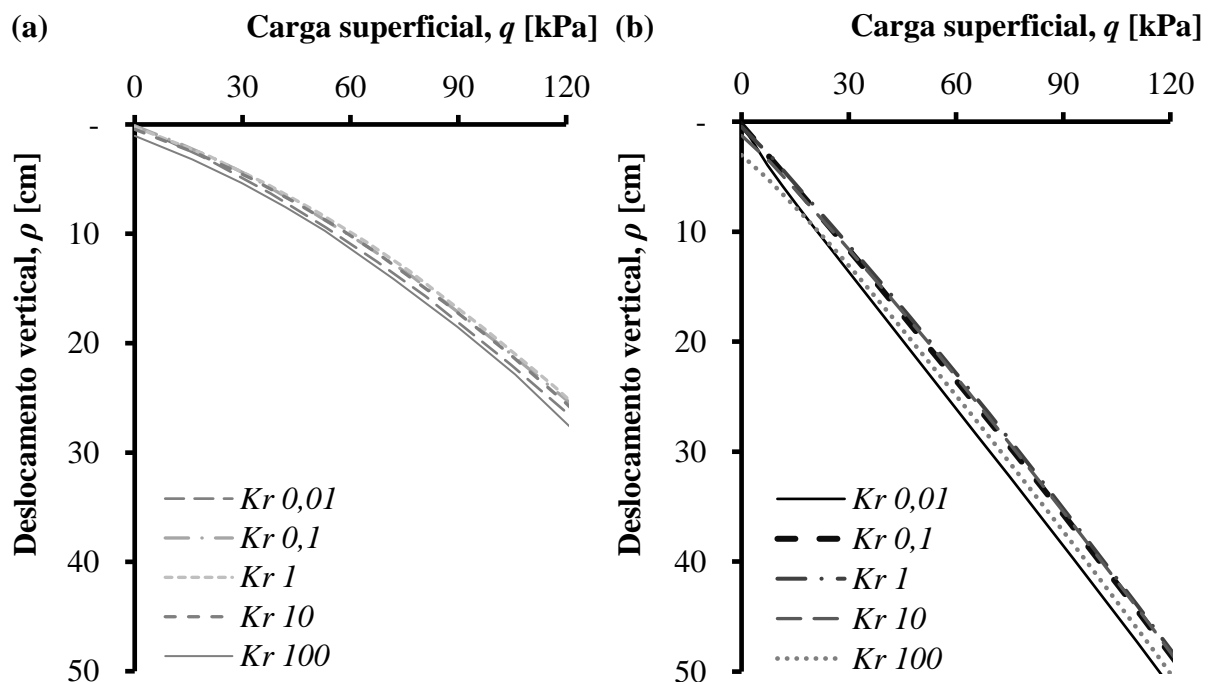 (a) Carga superficial, q [kPa]
0 30 60 90 120
-
10
20
30
40
50
Deslocamento vertical, ρ [cm]
Kr 0,01
Kr 0,1
Kr 1
Kr 10
Kr 100
(b) Carga superficial, q [kPa]
0 30 60 90 120
-
10
20
30
40
50
Deslocamento vertical, ρ [cm]
Kr 0,01
Kr 0,1
Kr 1
Kr 10
Kr 100